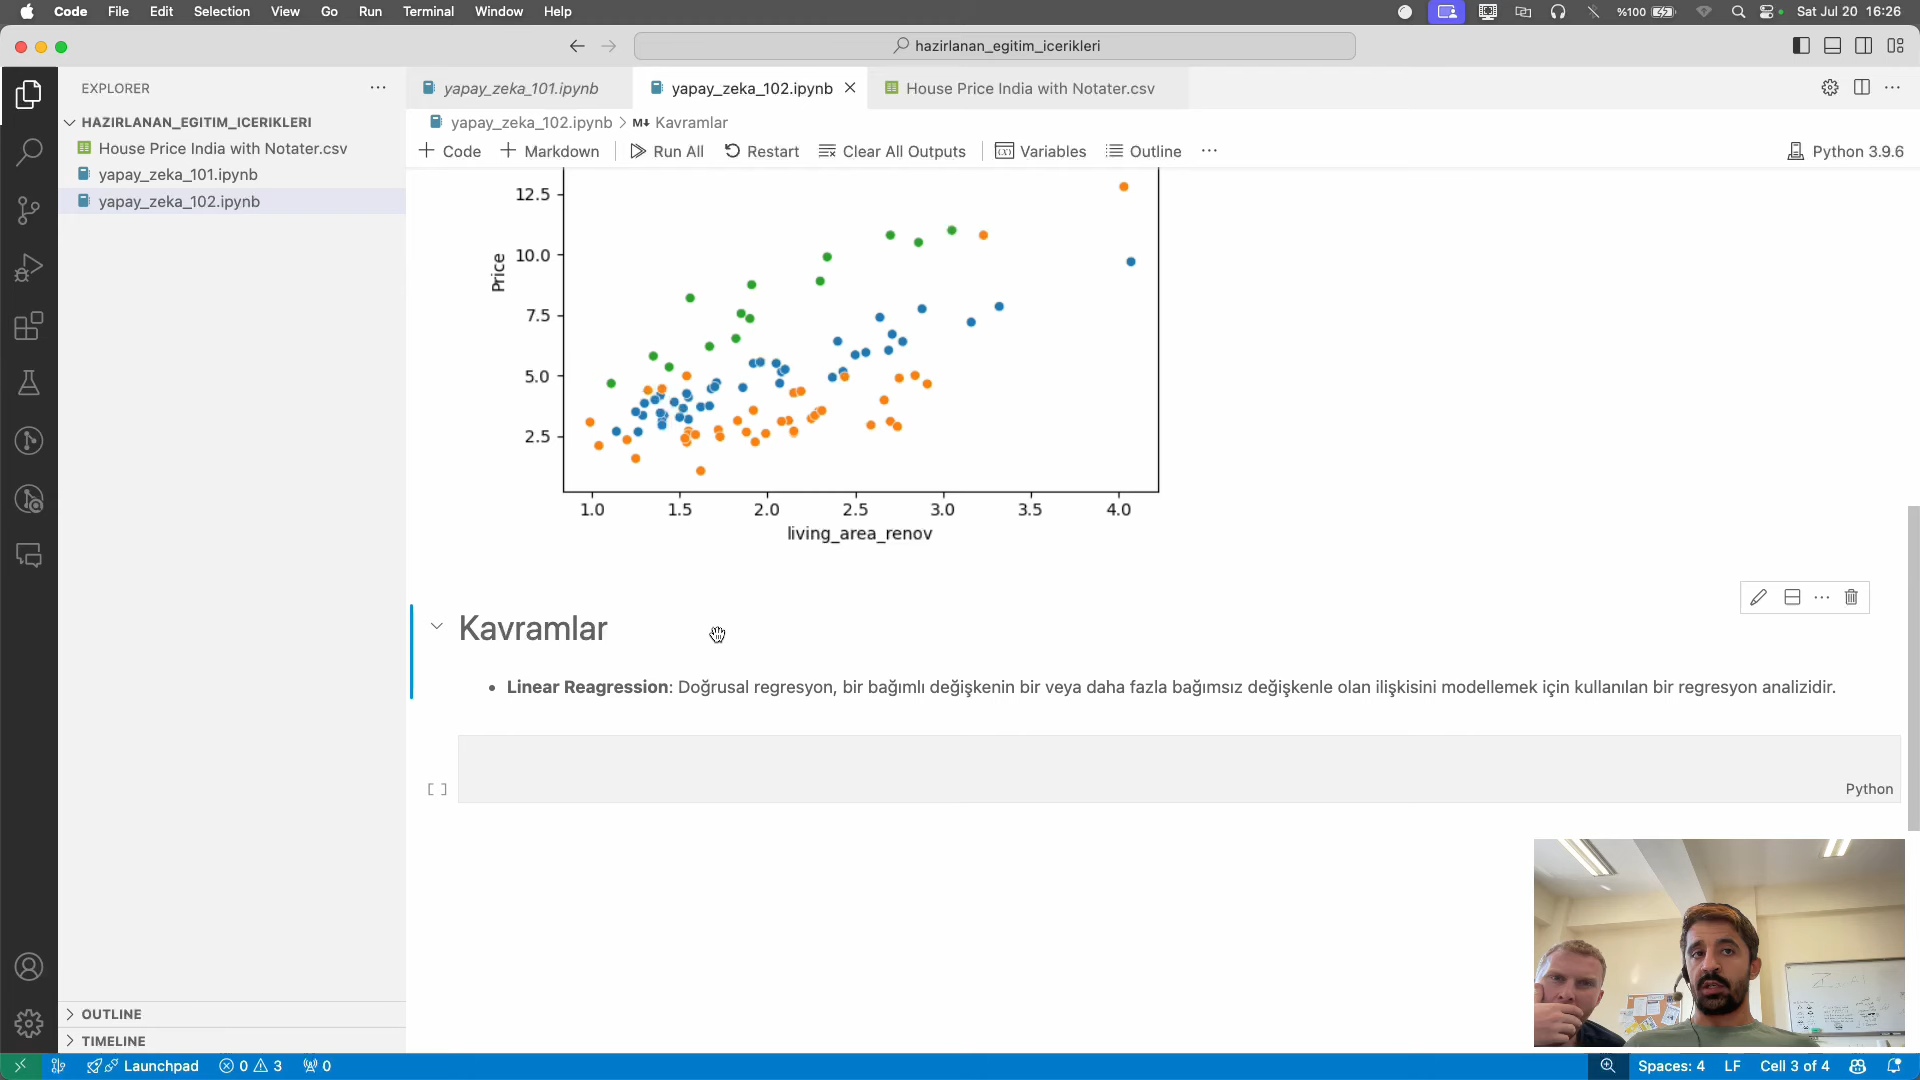 Code File Edit Selection View Go Run Terminal Window Help %100 Sat Jul 20 16:26
hazirlanan_egitim_icerikleri
EXPLORER
yapay_zeka_101.ipynb
yapay_zeka_102.ipynb
House Price India with Notater.csv
HAZIRLANAN_EGITIM_ICERIKLERI
yapay_zeka_102.ipynb > M↓ Kavramlar
House Price India with Notater.csv
Code Markdown Run All Restart Clear All Outputs Variables Outline ... Python 3.9.6
yapay_zeka_101.ipynb
yapay_zeka_102.ipynb
12.5
10.0
7.5
5.0
2.5
Price
1.0 1.5 2.0 2.5 3.0 3.5 4.0
living_area_renov
Kavramlar
• Linear Reagression: Doğrusal regresyon, bir bağımlı değişkenin bir veya daha fazla bağımsız değişkenle olan ilişkisini modellemek için kullanılan bir regresyon analizidir.
[ ]
Python
OUTLINE
TIMELINE
Launchpad 0 3 0 Spaces: 4 LF Cell 3 of 4